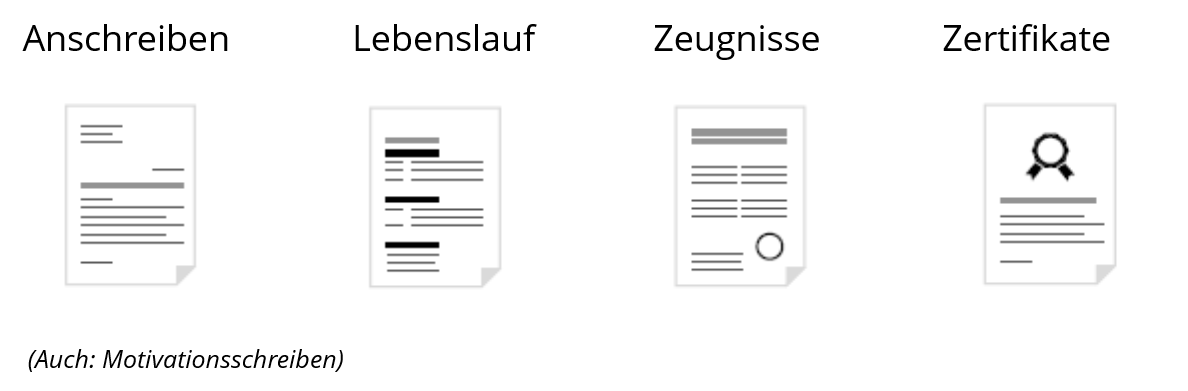 Anschreiben Lebenslauf Zeugnisse Zertifikate
(Auch: Motivationsschreiben)